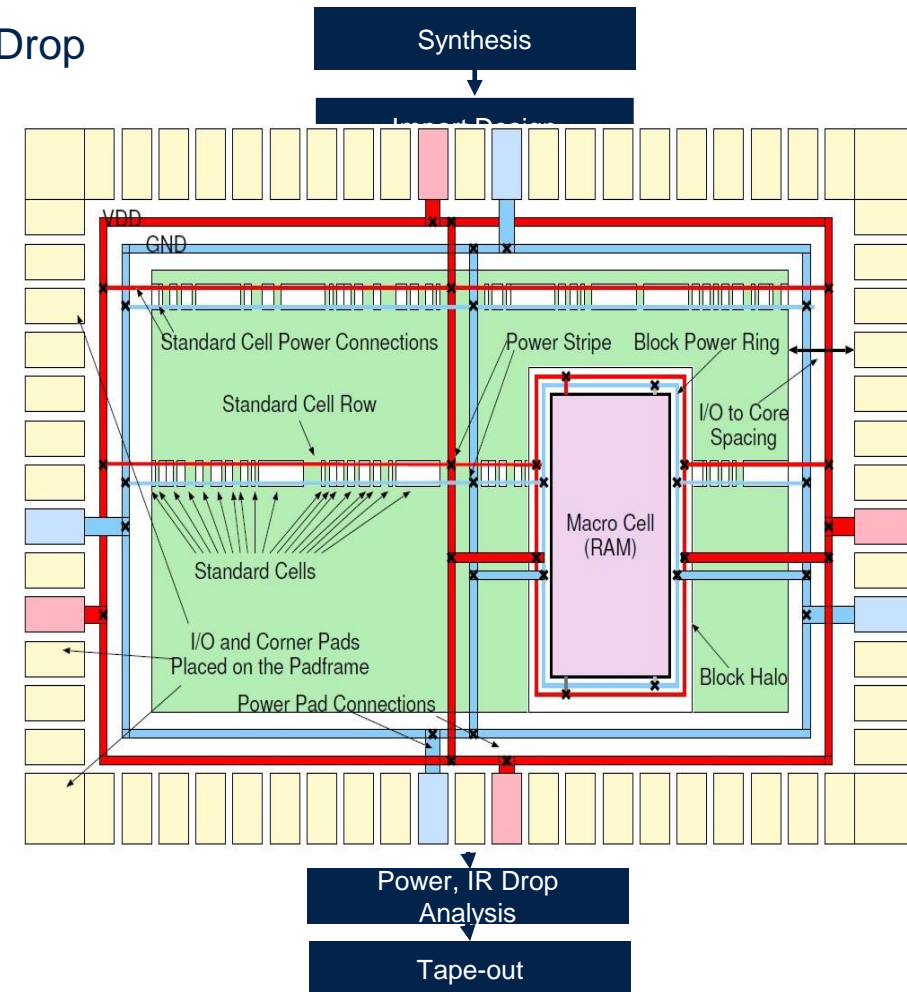 Drop
Synthesis
Import Design
VDD
GND
Standard Cell Power Connections
Power Stripe
Block Power Ring
Standard Cell Row
I/O to Core
Spacing
Macro Cell
(RAM)
Standard Cells
I/O and Corner Pads
Placed on the Padframe
Block Halo
Power Pad Connections
Power, IR Drop
Analysis
Tape-out